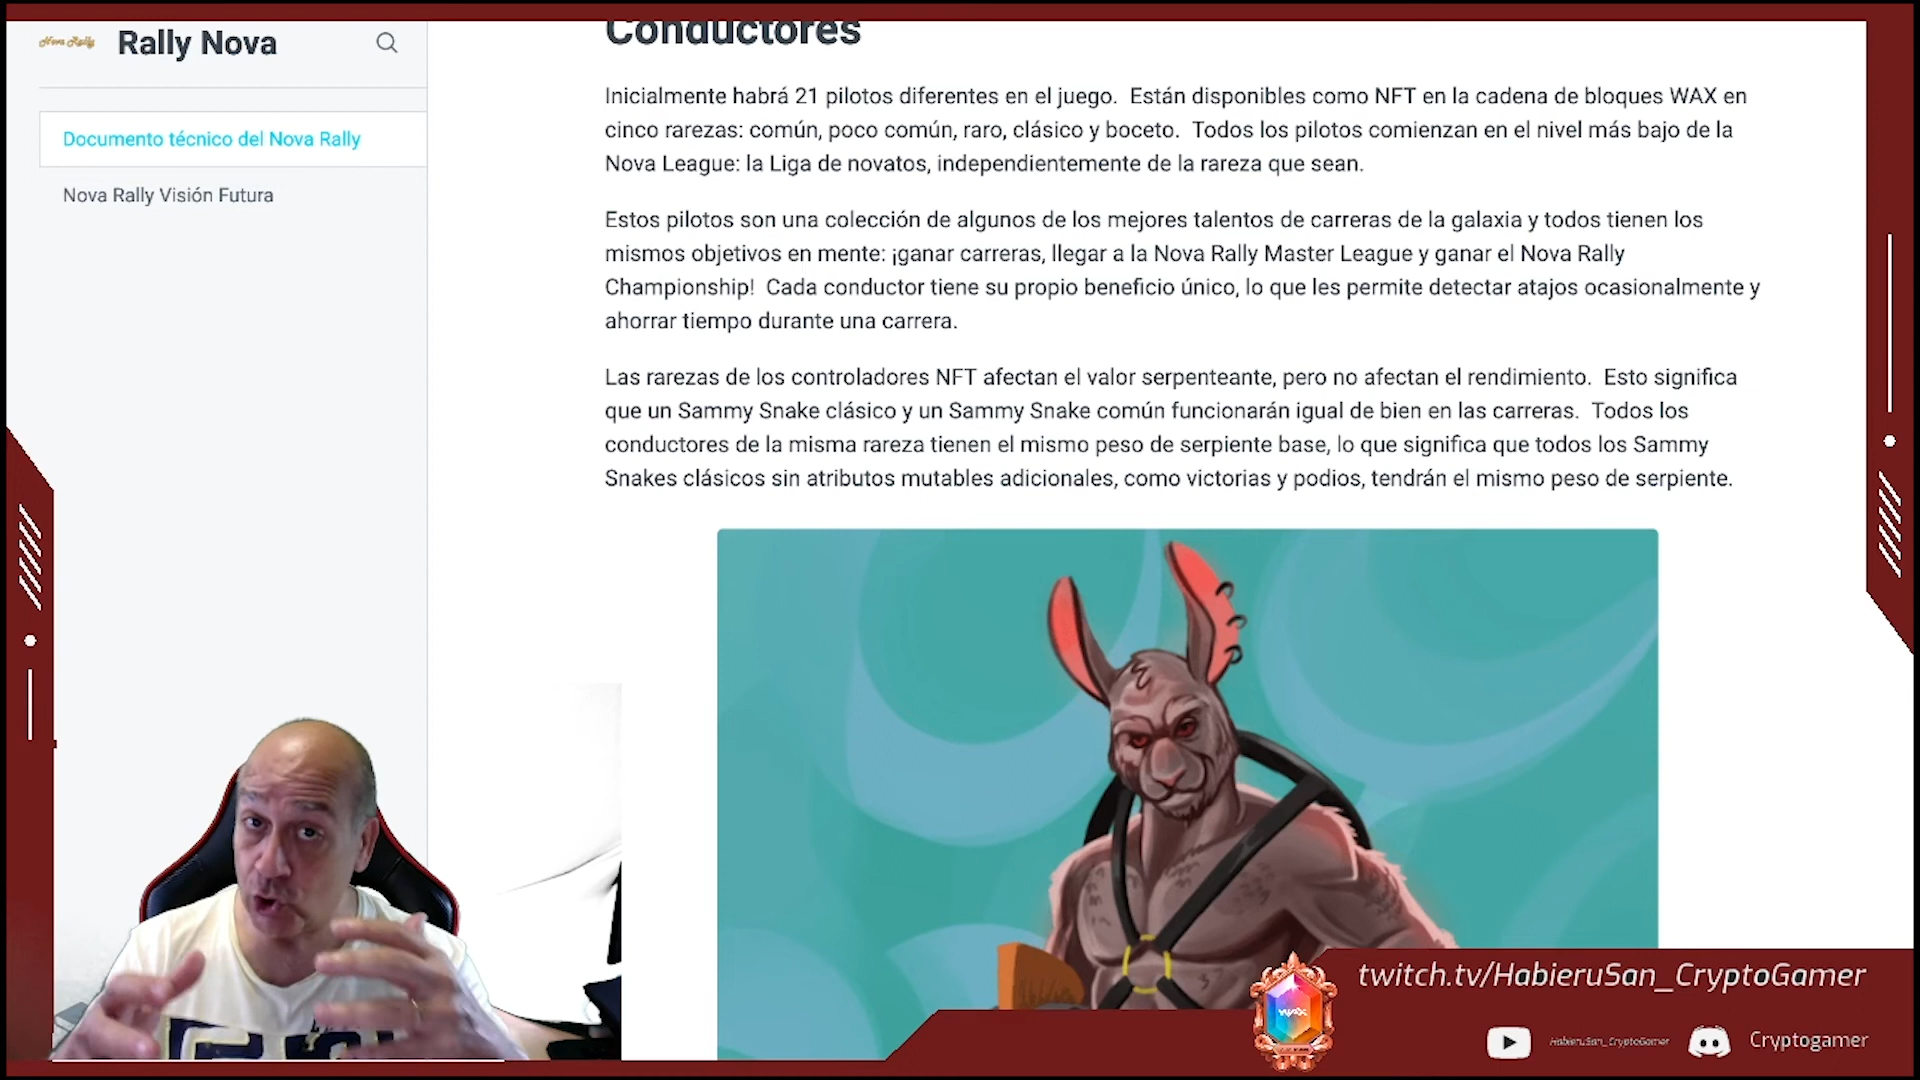 Nova Rally
Rally Nova
Documento técnico del Nova Rally
Nova Rally Visión Futura
Conductores
Inicialmente habrá 21 pilotos diferentes en el juego. Están disponibles como NFT en la cadena de bloques WAX en
cinco rarezas: común, poco común, raro, clásico y boceto. Todos los pilotos comienzan en el nivel más bajo de la
Nova League: la Liga de novatos, independientemente de la rareza que sean.
Estos pilotos son una colección de algunos de los mejores talentos de carreras de la galaxia y todos tienen los
mismos objetivos en mente: ¡ganar carreras, llegar a la Nova Rally Master League y ganar el Nova Rally
Championship! Cada conductor tiene su propio beneficio único, lo que les permite detectar atajos ocasionalmente y
ahorrar tiempo durante una carrera.
Las rarezas de los controladores NFT afectan el valor serpenteante, pero no afectan el rendimiento. Esto significa
que un Sammy Snake clásico y un Sammy Snake común funcionarán igual de bien en las carreras. Todos los
conductores de la misma rareza tienen el mismo peso de serpiente base, lo que significa que todos los Sammy
Snakes clásicos sin atributos mutables adicionales, como victorias y podios, tendrán el mismo peso de serpiente.
twitch.tv/HabieruSan_CryptoGamer
WAX
HabieruSan_CryptoGamer
Cryptogamer